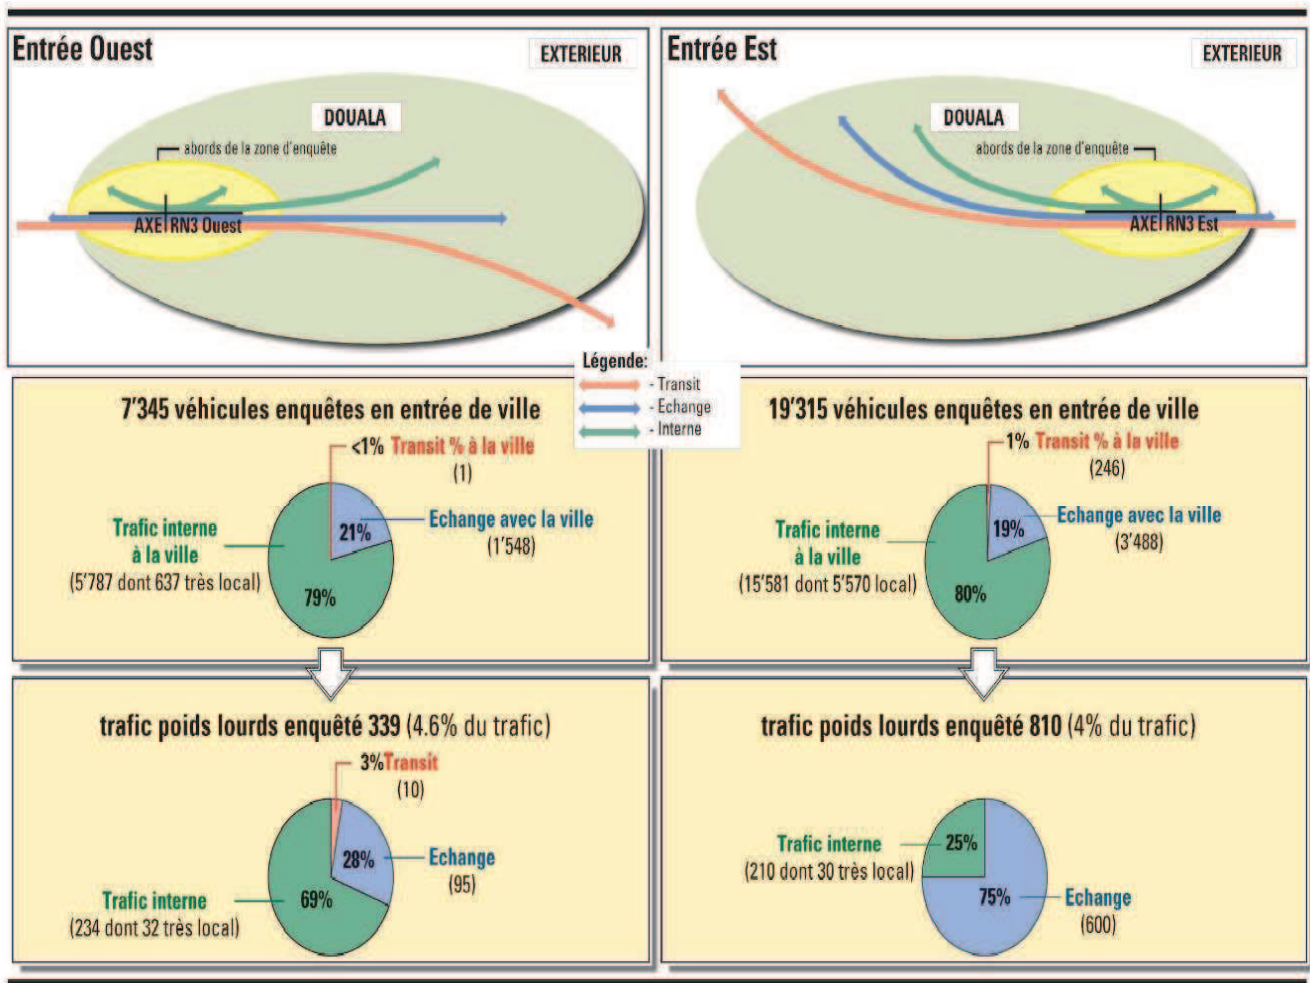 Entrée Ouest
EXTERIEUR
DOUALA
abords de la zone d'enquête
AXE RN3 Ouest
Entrée Est
EXTERIEUR
DOUALA
abords de la zone d'enquête
AXE RN3 Est
Légende:
- Transit
- Echange
- Interne
7'345 véhicules enquêtes en entrée de ville
<1% Transit % à la ville
(1)
21%
Echange avec la ville
(1'548)
Trafic interne
à la ville
(5'787 dont 637 très local)
79%
19'315 véhicules enquêtes en entrée de ville
1% Transit % à la ville
(246)
19%
Echange avec la ville
(3'488)
Trafic interne
à la ville
(15'581 dont 5'570 local)
80%
trafic poids lourds enquêté 339 (4.6% du trafic)
3%Transit
(10)
28%
Echange
(95)
69%
Trafic interne
(234 dont 32 très local)
trafic poids lourds enquêté 810 (4% du trafic)
Trafic interne
(210 dont 30 très local)
25%
75%
Echange
(600)